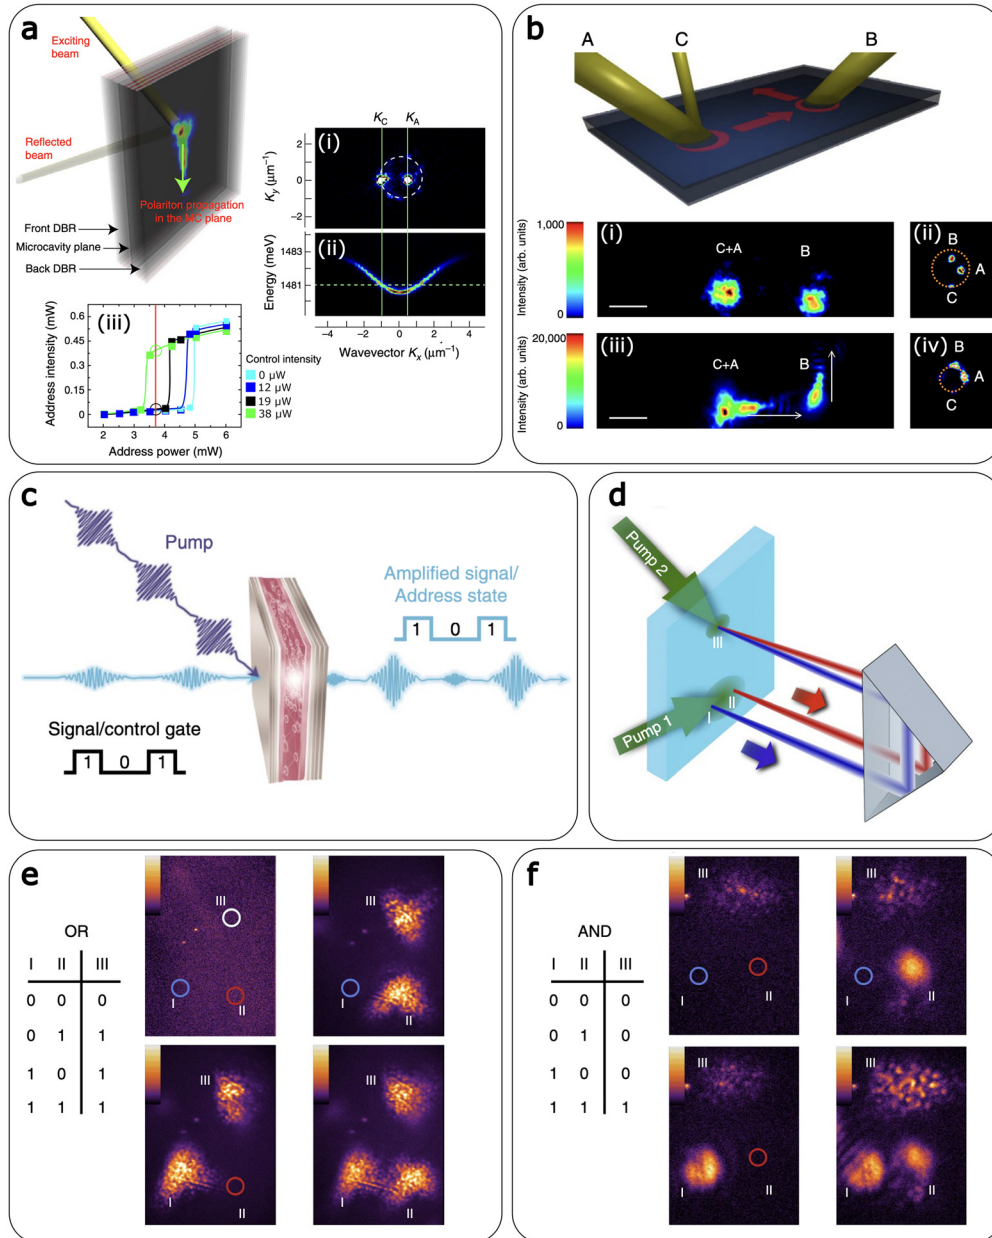 a
Exciting
beam
Reflected
beam
Polariton propagation
in the MC plane
Front DBR
Microcavity plane
Back DBR
K_C K_A
(i)
K_y (μm⁻¹)
2
0
−2
(ii)
Energy (meV)
1483
1481
−4 −2 0 2 4
Wavevector K_x (μm⁻¹)
(iii)
Address intensity (mW)
0.6
0.45
0.3
0.15
0
2 3 4 5 6
Address power (mW)
Control intensity
0 μW
12 μW
19 μW
38 μW
b
A C B
Intensity (arb. units)
1,000
0
(i)
C+A B
(ii)
B
A
C
Intensity (arb. units)
20,000
0
(iii)
C+A B
(iv)
B
A
C
c
Pump
Amplified signal/
Address state
1 0 1
Signal/control gate
1 0 1
d
Pump 2
III
Pump 1
I
II
e
OR
I II III
0 0 0
0 1 1
1 0 1
1 1 1
III
I
II
III
I
II
III
I
II
III
I
II
f
AND
I II III
0 0 0
0 1 0
1 0 0
1 1 1
III
I
II
III
I
II
III
I
II
III
I
II